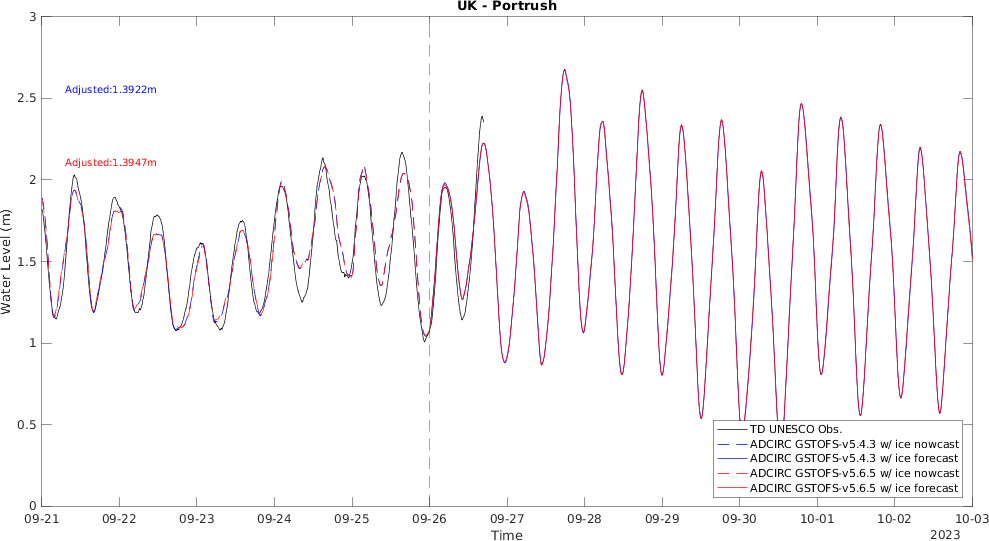 UK - Portrush
3
2.5
2
1.5
1
0.5
0
Water Level (m)
Adjusted:1.3922m
Adjusted:1.3947m
TD UNESCO Obs.
ADCIRC GSTOFS-v5.4.3 w/ ice nowcast
ADCIRC GSTOFS-v5.4.3 w/ ice forecast
ADCIRC GSTOFS-v5.6.5 w/ ice nowcast
ADCIRC GSTOFS-v5.6.5 w/ ice forecast
09-21 09-22 09-23 09-24 09-25 09-26 09-27 09-28 09-29 09-30 10-01 10-02 10-03
Time
2023